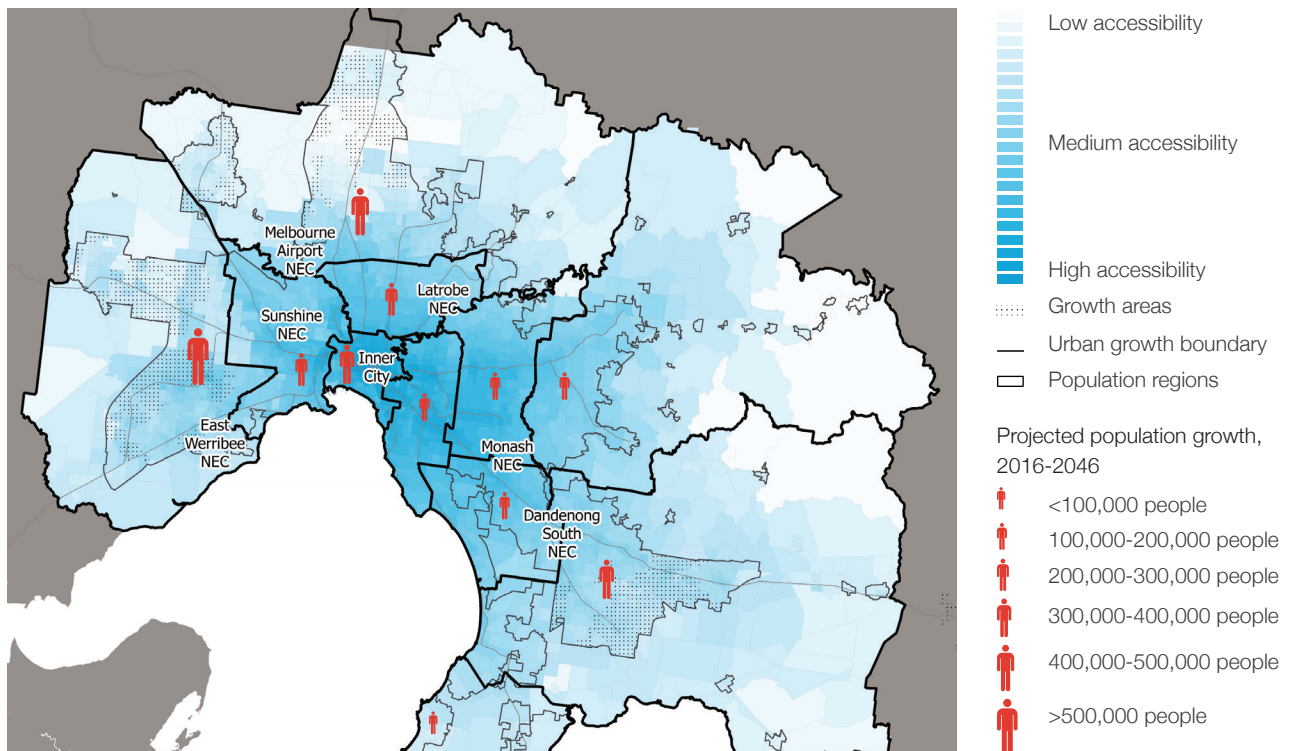 Melbourne
Airport
NEC
Latrobe
NEC
Sunshine
NEC
Inner
City
East
Werribee
NEC
Monash
NEC
Dandenong
South
NEC
Low accessibility
Medium accessibility
High accessibility
Growth areas
Urban growth boundary
Population regions
Projected population growth,
2016-2046
<100,000 people
100,000-200,000 people
200,000-300,000 people
300,000-400,000 people
400,000-500,000 people
>500,000 people